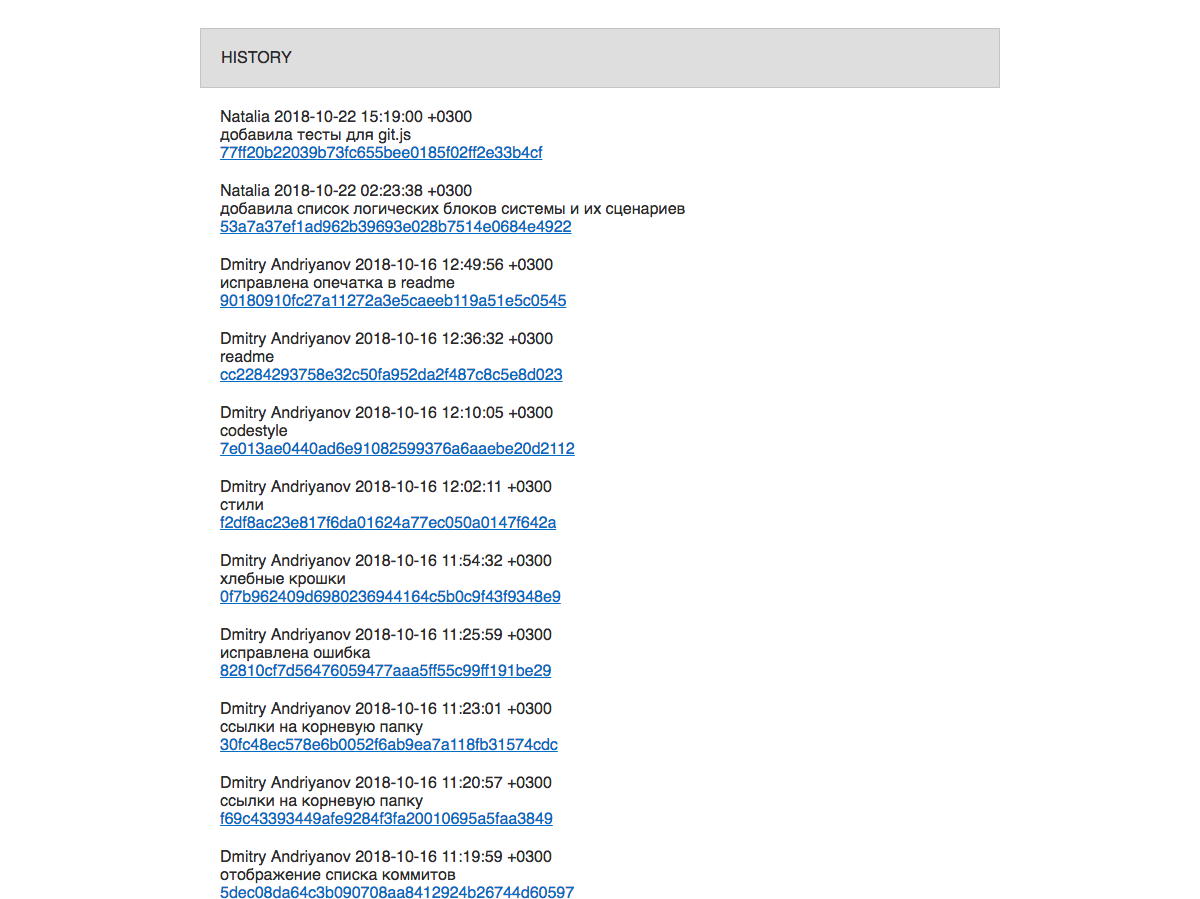 HISTORY
Natalia 2018-10-22 15:19:00 +0300
добавила тесты для git.js
77ff20b22039b73fc655bee0185f02ff2e33b4cf
Natalia 2018-10-22 02:23:38 +0300
добавила список логических блоков системы и их сценариев
53a7a37ef1ad962b39693e028b7514e0684e4922
Dmitry Andriyanov 2018-10-16 12:49:56 +0300
исправлена опечатка в readme
90180910fc27a11272a3e5caeeb119a51e5c0545
Dmitry Andriyanov 2018-10-16 12:36:32 +0300
readme
cc2284293758e32c50fa952da2f487c8c5e8d023
Dmitry Andriyanov 2018-10-16 12:10:05 +0300
codestyle
7e013ae0440ad6e91082599376a6aaebe20d2112
Dmitry Andriyanov 2018-10-16 12:02:11 +0300
стили
f2df8ac23e817f6da01624a77ec050a0147f642a
Dmitry Andriyanov 2018-10-16 11:54:32 +0300
хлебные крошки
0f7b962409d6980236944164c5b0c9f43f9348e9
Dmitry Andriyanov 2018-10-16 11:25:59 +0300
исправлена ошибка
82810cf7d56476059477aaa5ff55c99ff191be29
Dmitry Andriyanov 2018-10-16 11:23:01 +0300
ссылки на корневую папку
30fc48ec578e6b0052f6ab9ea7a118fb31574cdc
Dmitry Andriyanov 2018-10-16 11:20:57 +0300
ссылки на корневую папку
f69c43393449afe9284f3fa20010695a5faa3849
Dmitry Andriyanov 2018-10-16 11:19:59 +0300
отображение списка коммитов
5dec08da64c3b090708aa8412924b26744d60597